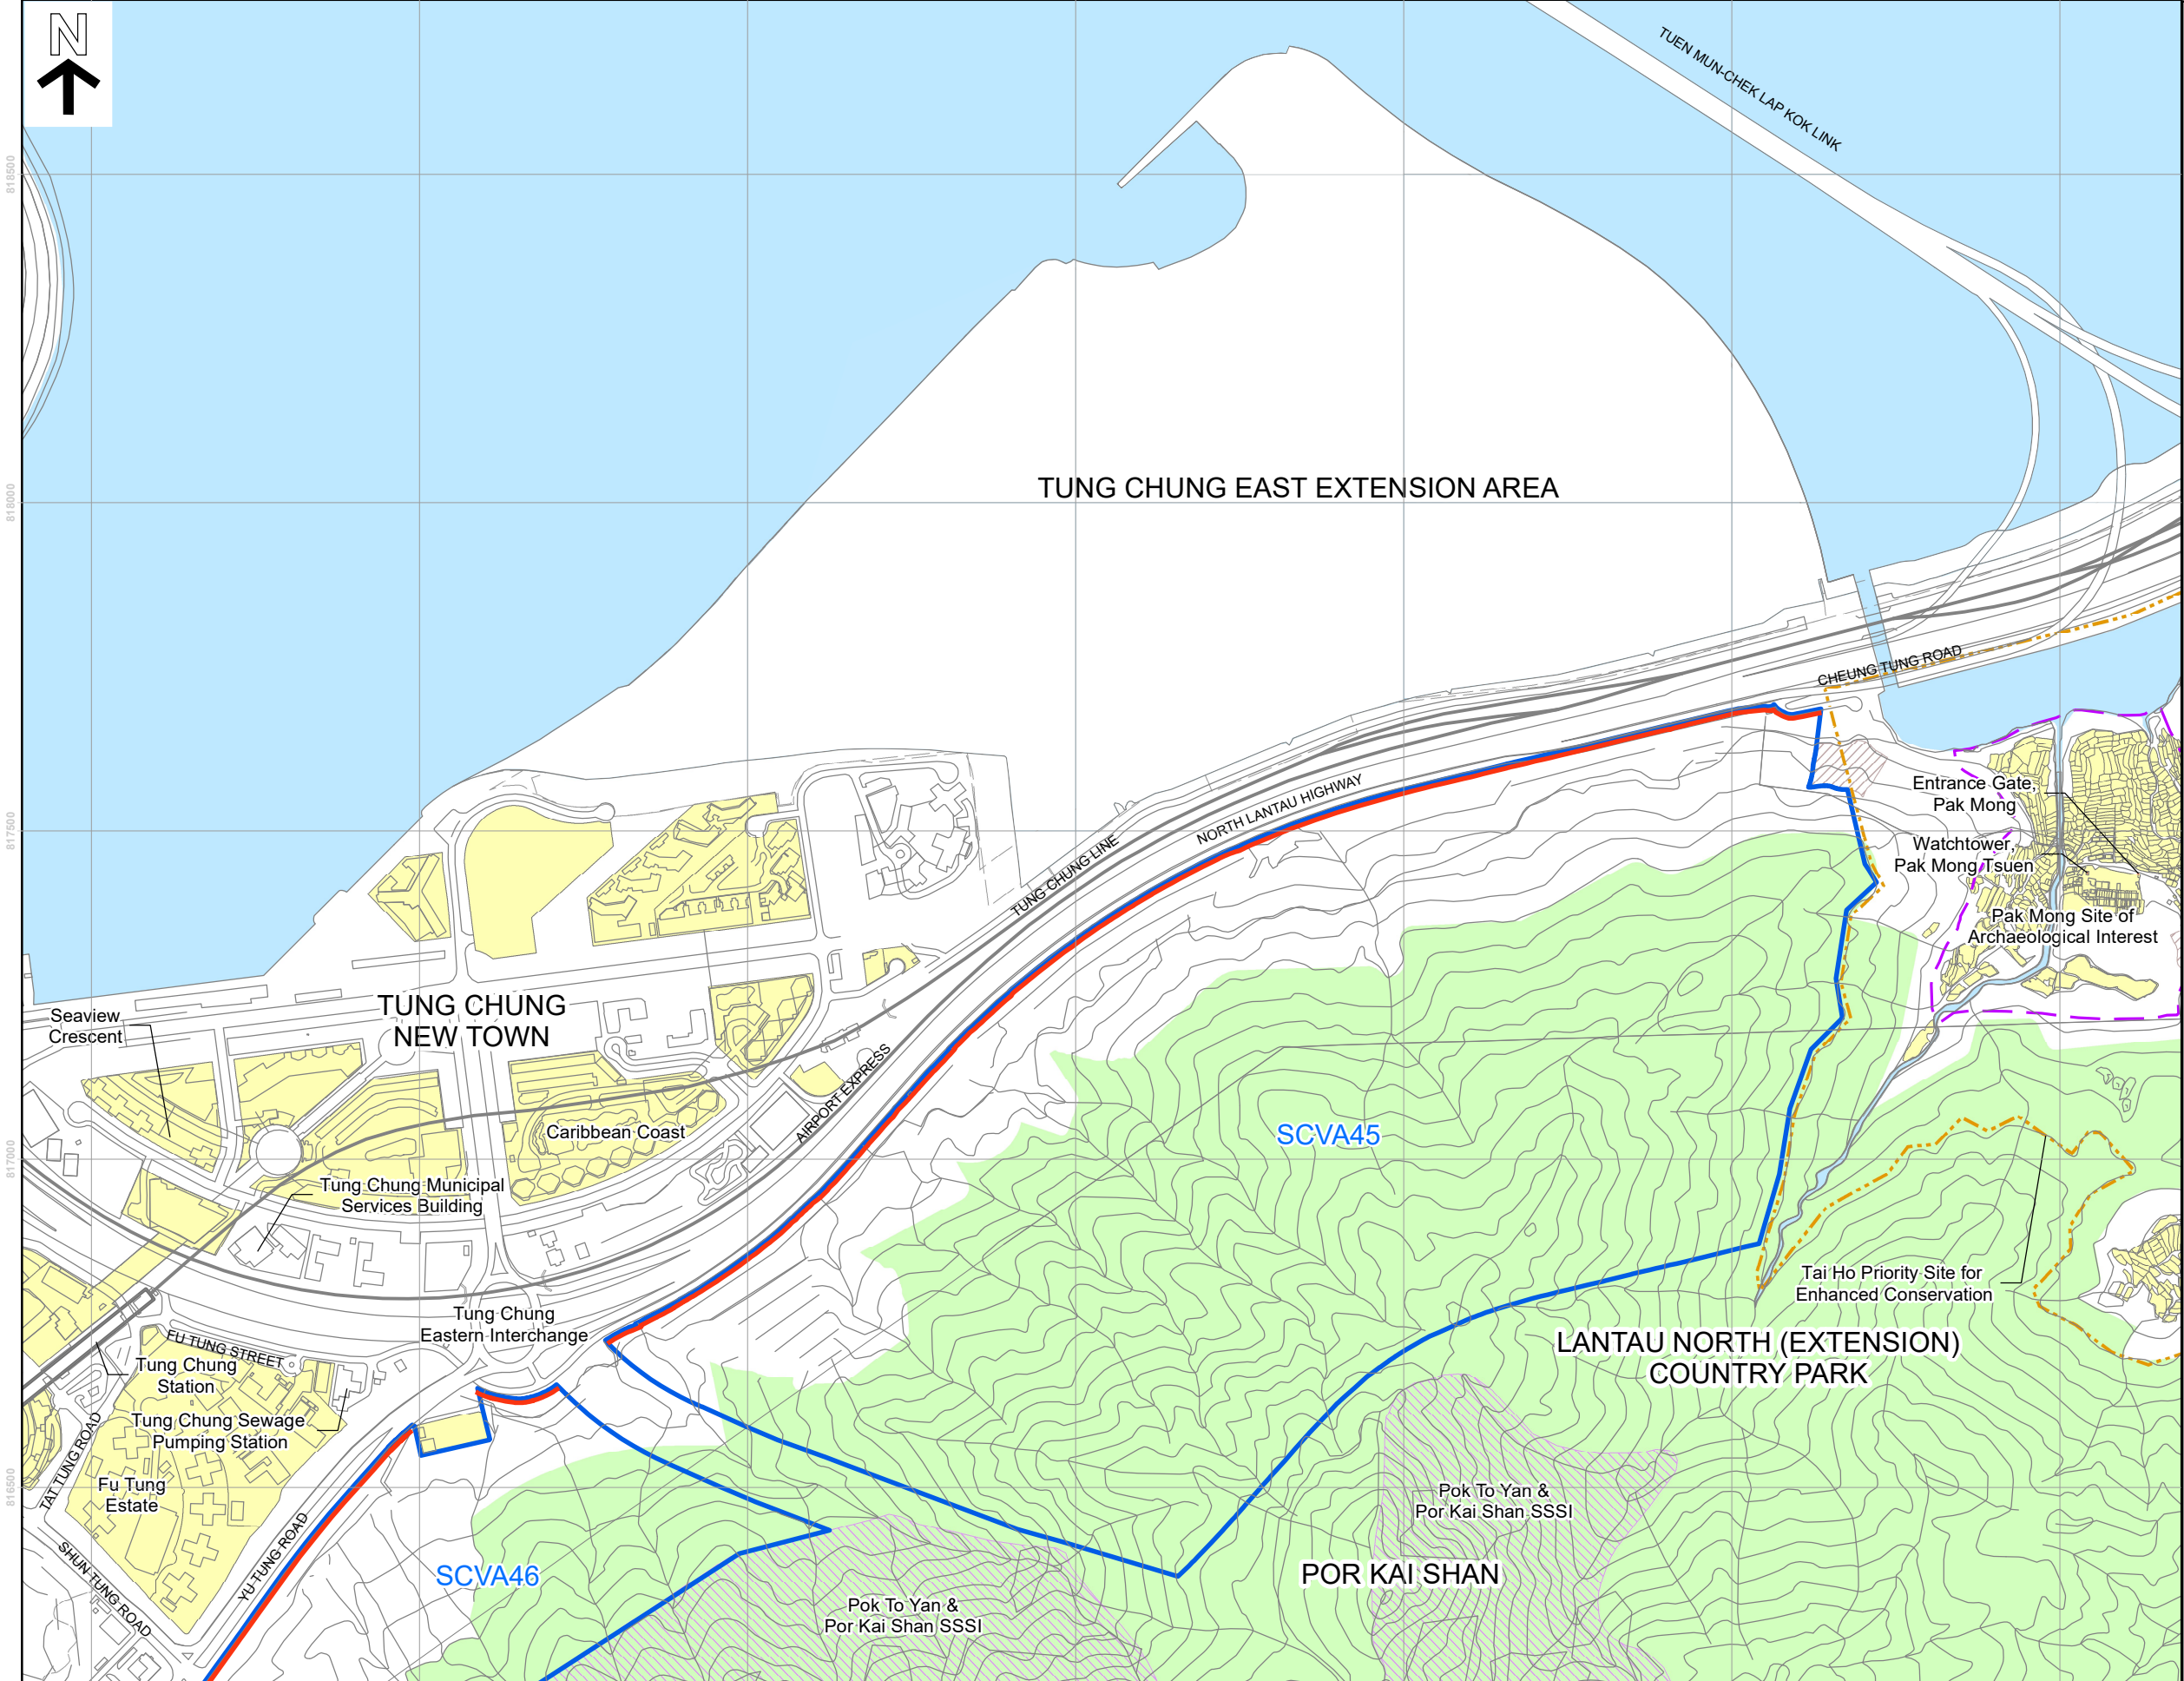 N
TUEN MUN-CHEK LAP KOK LINK
818500
TUNG CHUNG EAST EXTENSION AREA
818000
CHEUNG TUNG ROAD
NORTH LANTAU HIGHWAY
TUNG CHUNG LINE
817500
Entrance Gate,
Pak Mong
Watchtower,
Pak Mong Tsuen
Pak Mong Site of
Archaeological Interest
TUNG CHUNG
NEW TOWN
Seaview
Crescent
AIRPORT EXPRESS
Caribbean Coast
SCVA45
817000
Tung Chung Municipal
Services Building
Tung Chung
Eastern Interchange
Tai Ho Priority Site for
Enhanced Conservation
LANTAU NORTH (EXTENSION)
COUNTRY PARK
FU TUNG STREET
Tung Chung
Station
Tung Chung Sewage
Pumping Station
TAT TUNG ROAD
Fu Tung
Estate
816500
Pok To Yan &
Por Kai Shan SSSI
YU TUNG ROAD
SHUN TUNG ROAD
SCVA46
POR KAI SHAN
Pok To Yan &
Por Kai Shan SSSI